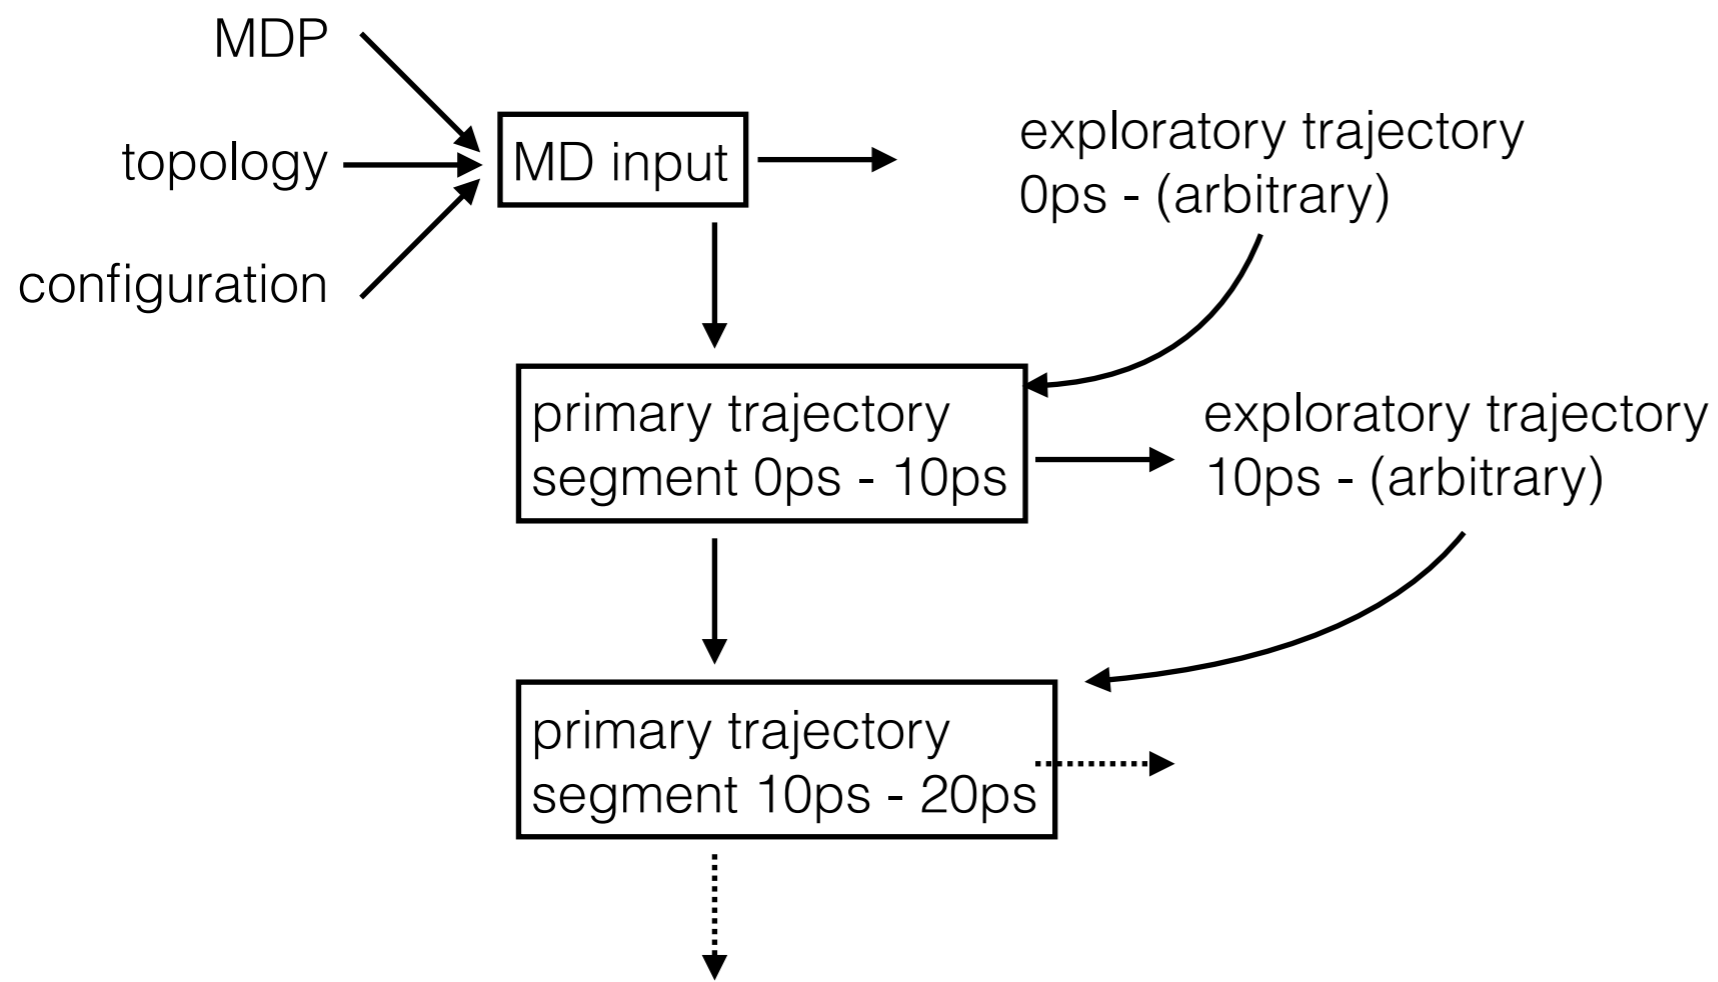 MDP
topology
configuration
MD input
exploratory trajectory
0ps - (arbitrary)
primary trajectory
segment 0ps - 10ps
exploratory trajectory
10ps - (arbitrary)
primary trajectory
segment 10ps - 20ps